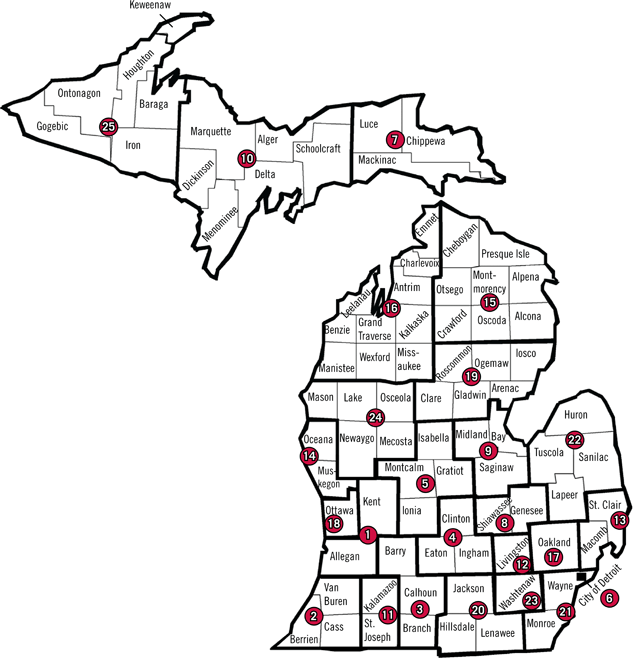 Keweenaw
Houghton
Ontonagon
Baraga
Gogebic
25
Iron
Marquette
10
Alger
Schoolcraft
Delta
Dickinson
Menominee
Luce
7
Chippewa
Mackinac
Emmet
Cheboygan
Presque Isle
Charlevoix
Antrim
Otsego
Mont-
morency
Alpena
15
Leelanau
16
Kalkaska
Crawford
Oscoda
Alcona
Benzie
Grand
Traverse
Manistee
Wexford
Miss-
aukee
Roscommon
Ogemaw
Iosco
19
Gladwin
Arenac
Clare
Mason
Lake
Osceola
24
Oceana
Newaygo
Mecosta
Isabella
Midland
Bay
9
Saginaw
Huron
22
Tuscola
Sanilac
14
Mus-
kegon
Montcalm
Gratiot
5
Lapeer
St. Clair
13
Macomb
Kent
Ionia
Ottawa
18
1
Clinton
4
Shiawassee
8
Genesee
Livingston
12
Oakland
17
Allegan
Barry
Eaton
Ingham
Van
Buren
Kalamazoo
11
Calhoun
3
Jackson
20
Washtenaw
23
Wayne
21
City of Detroit
6
2
Berrien
Cass
St.
Joseph
Branch
Hillsdale
Lenawee
Monroe